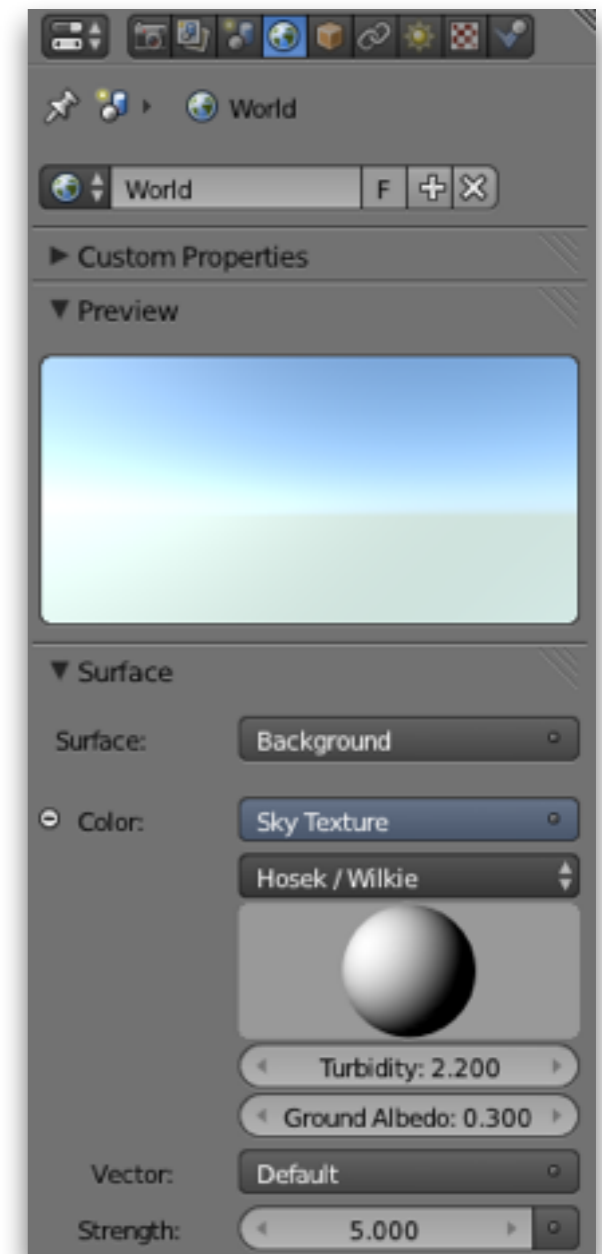 World
World F
Custom Properties
Preview
Surface
Surface: Background
Color: Sky Texture
Hosek / Wilkie
Turbidity: 2.200
Ground Albedo: 0.300
Vector: Default
Strength: 5.000